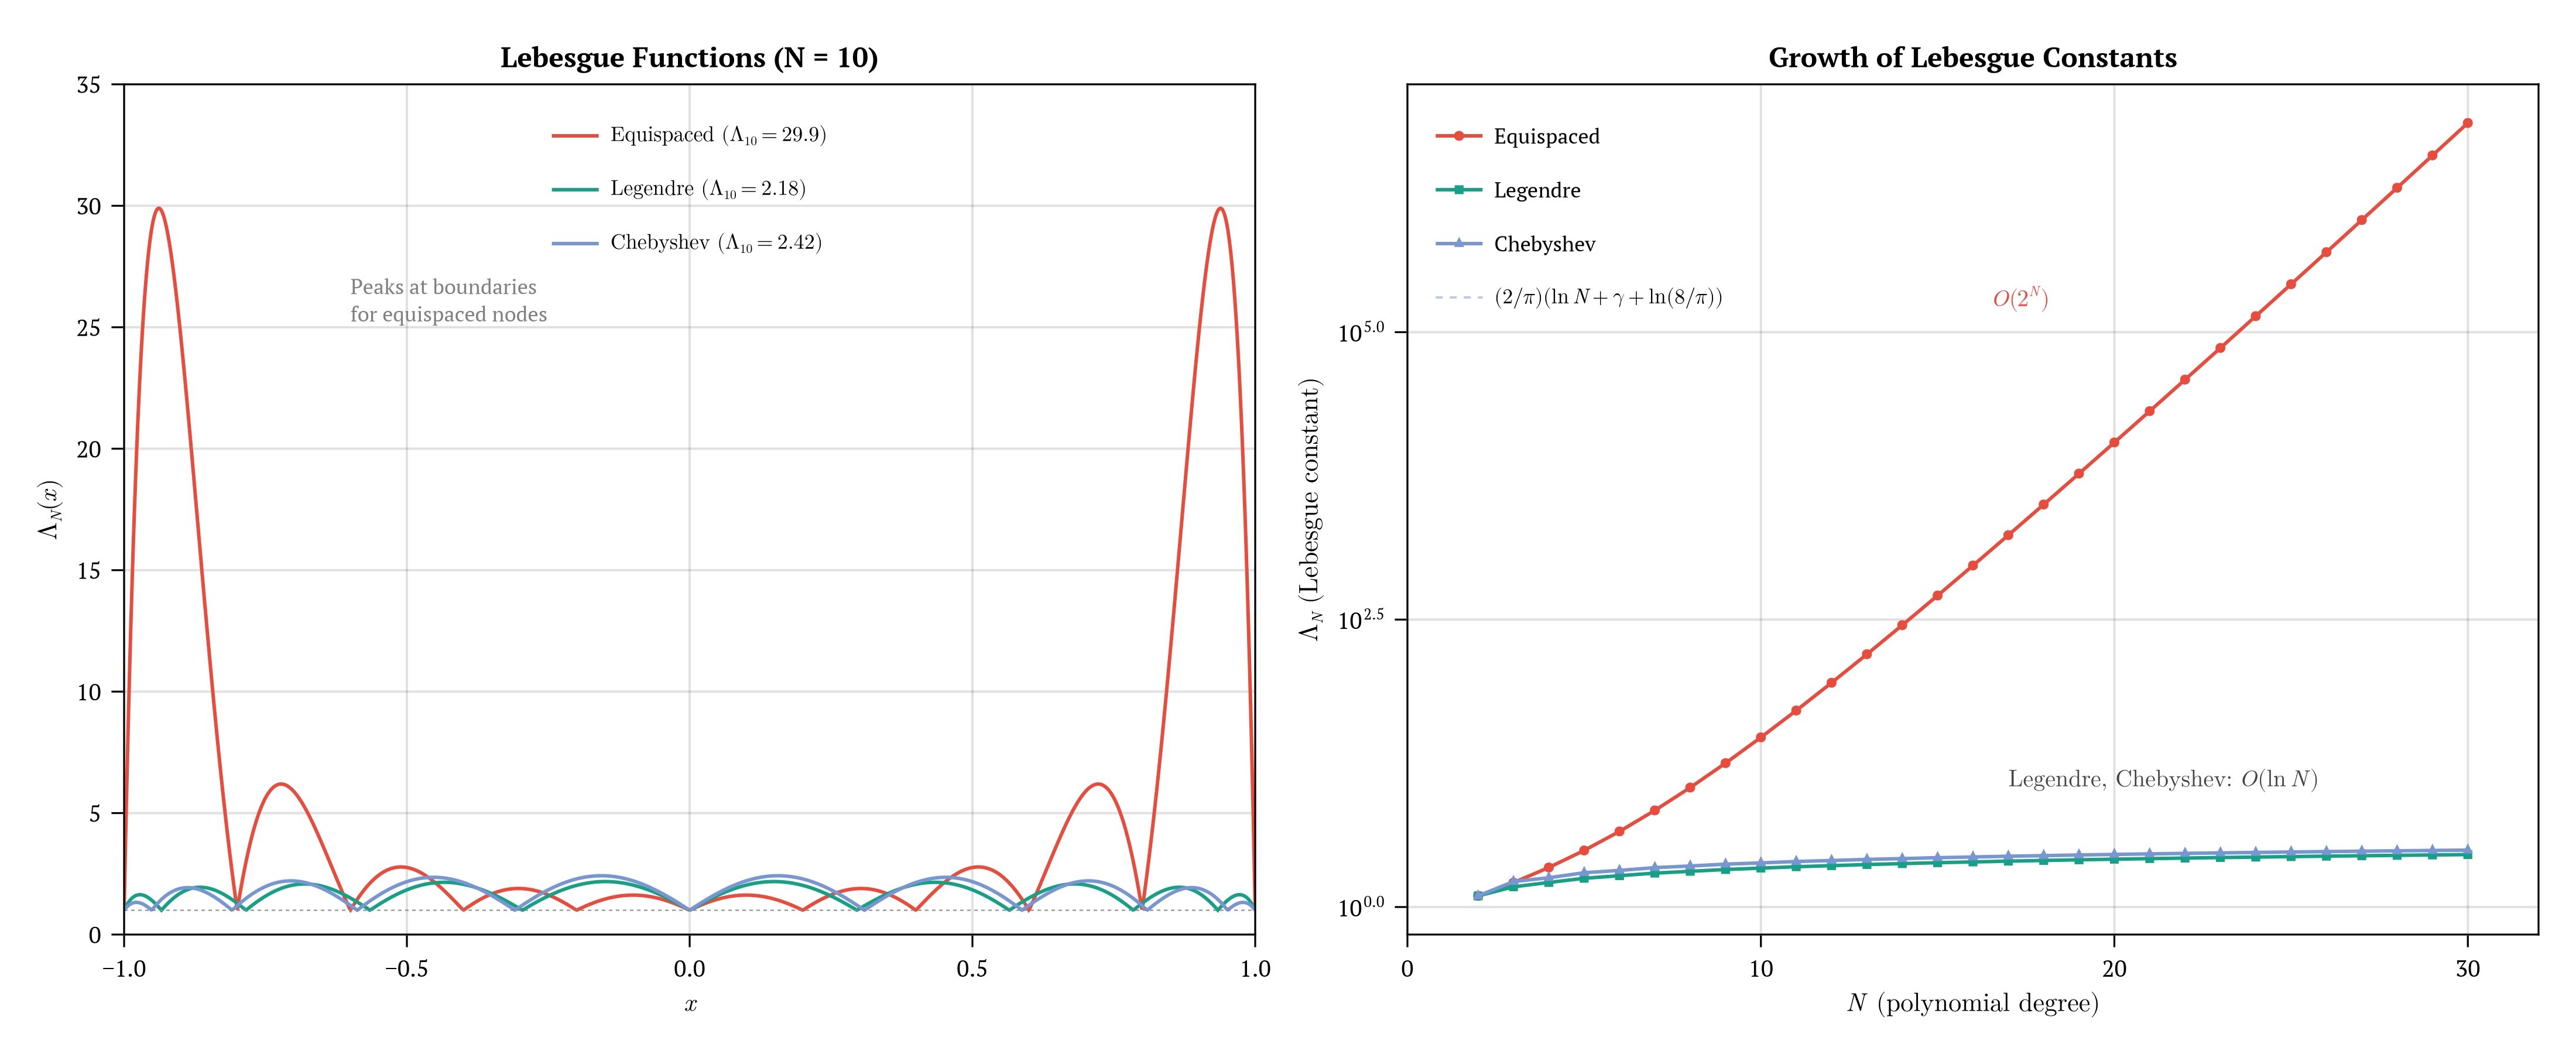 Lebesgue Functions (N = 10)
35
30
25
20
15
10
5
0
Λ_N(x)
Equispaced (Λ₁₀ = 29.9)
Legendre (Λ₁₀ = 2.18)
Chebyshev (Λ₁₀ = 2.42)
Peaks at boundaries
for equispaced nodes
−1.0
−0.5
0.0
0.5
1.0
x
Growth of Lebesgue Constants
Equispaced
Legendre
Chebyshev
(2/π)(ln N + γ + ln(8/π))
O(2^N)
10^5.0
10^2.5
10^0.0
Λ_N (Lebesgue constant)
Legendre, Chebyshev: O(ln N)
0
10
20
30
N (polynomial degree)